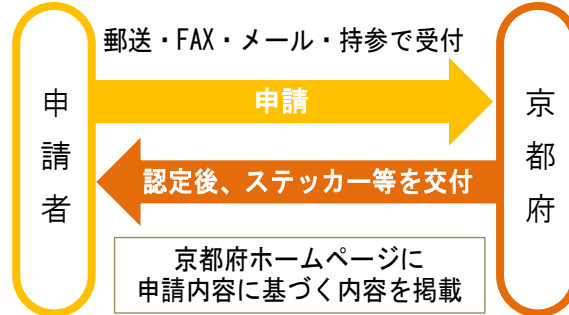 郵送・FAX・メール・持参で受付
申請者
申請
京都府
認定後、ステッカー等を交付
京都府ホームページに
申請内容に基づく内容を掲載